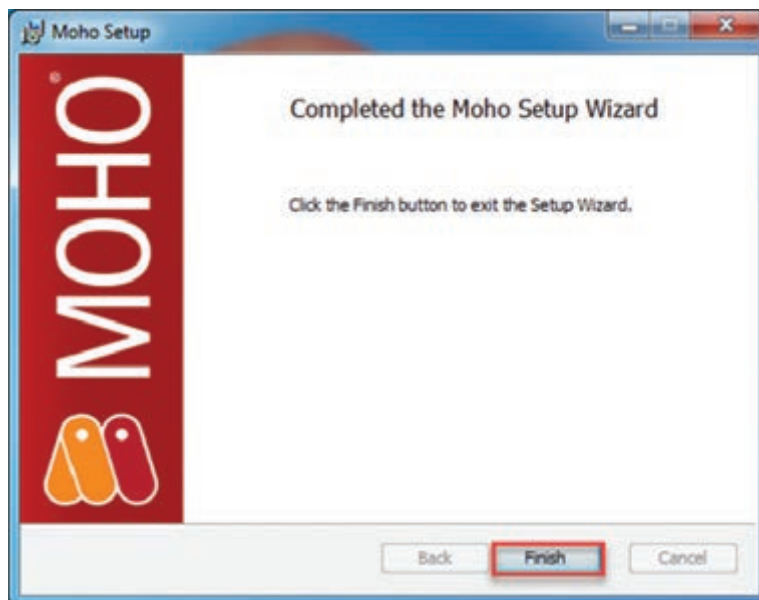 Moho Setup
MOHO®
Completed the Moho Setup Wizard
Click the Finish button to exit the Setup Wizard.
Back
Finish
Cancel